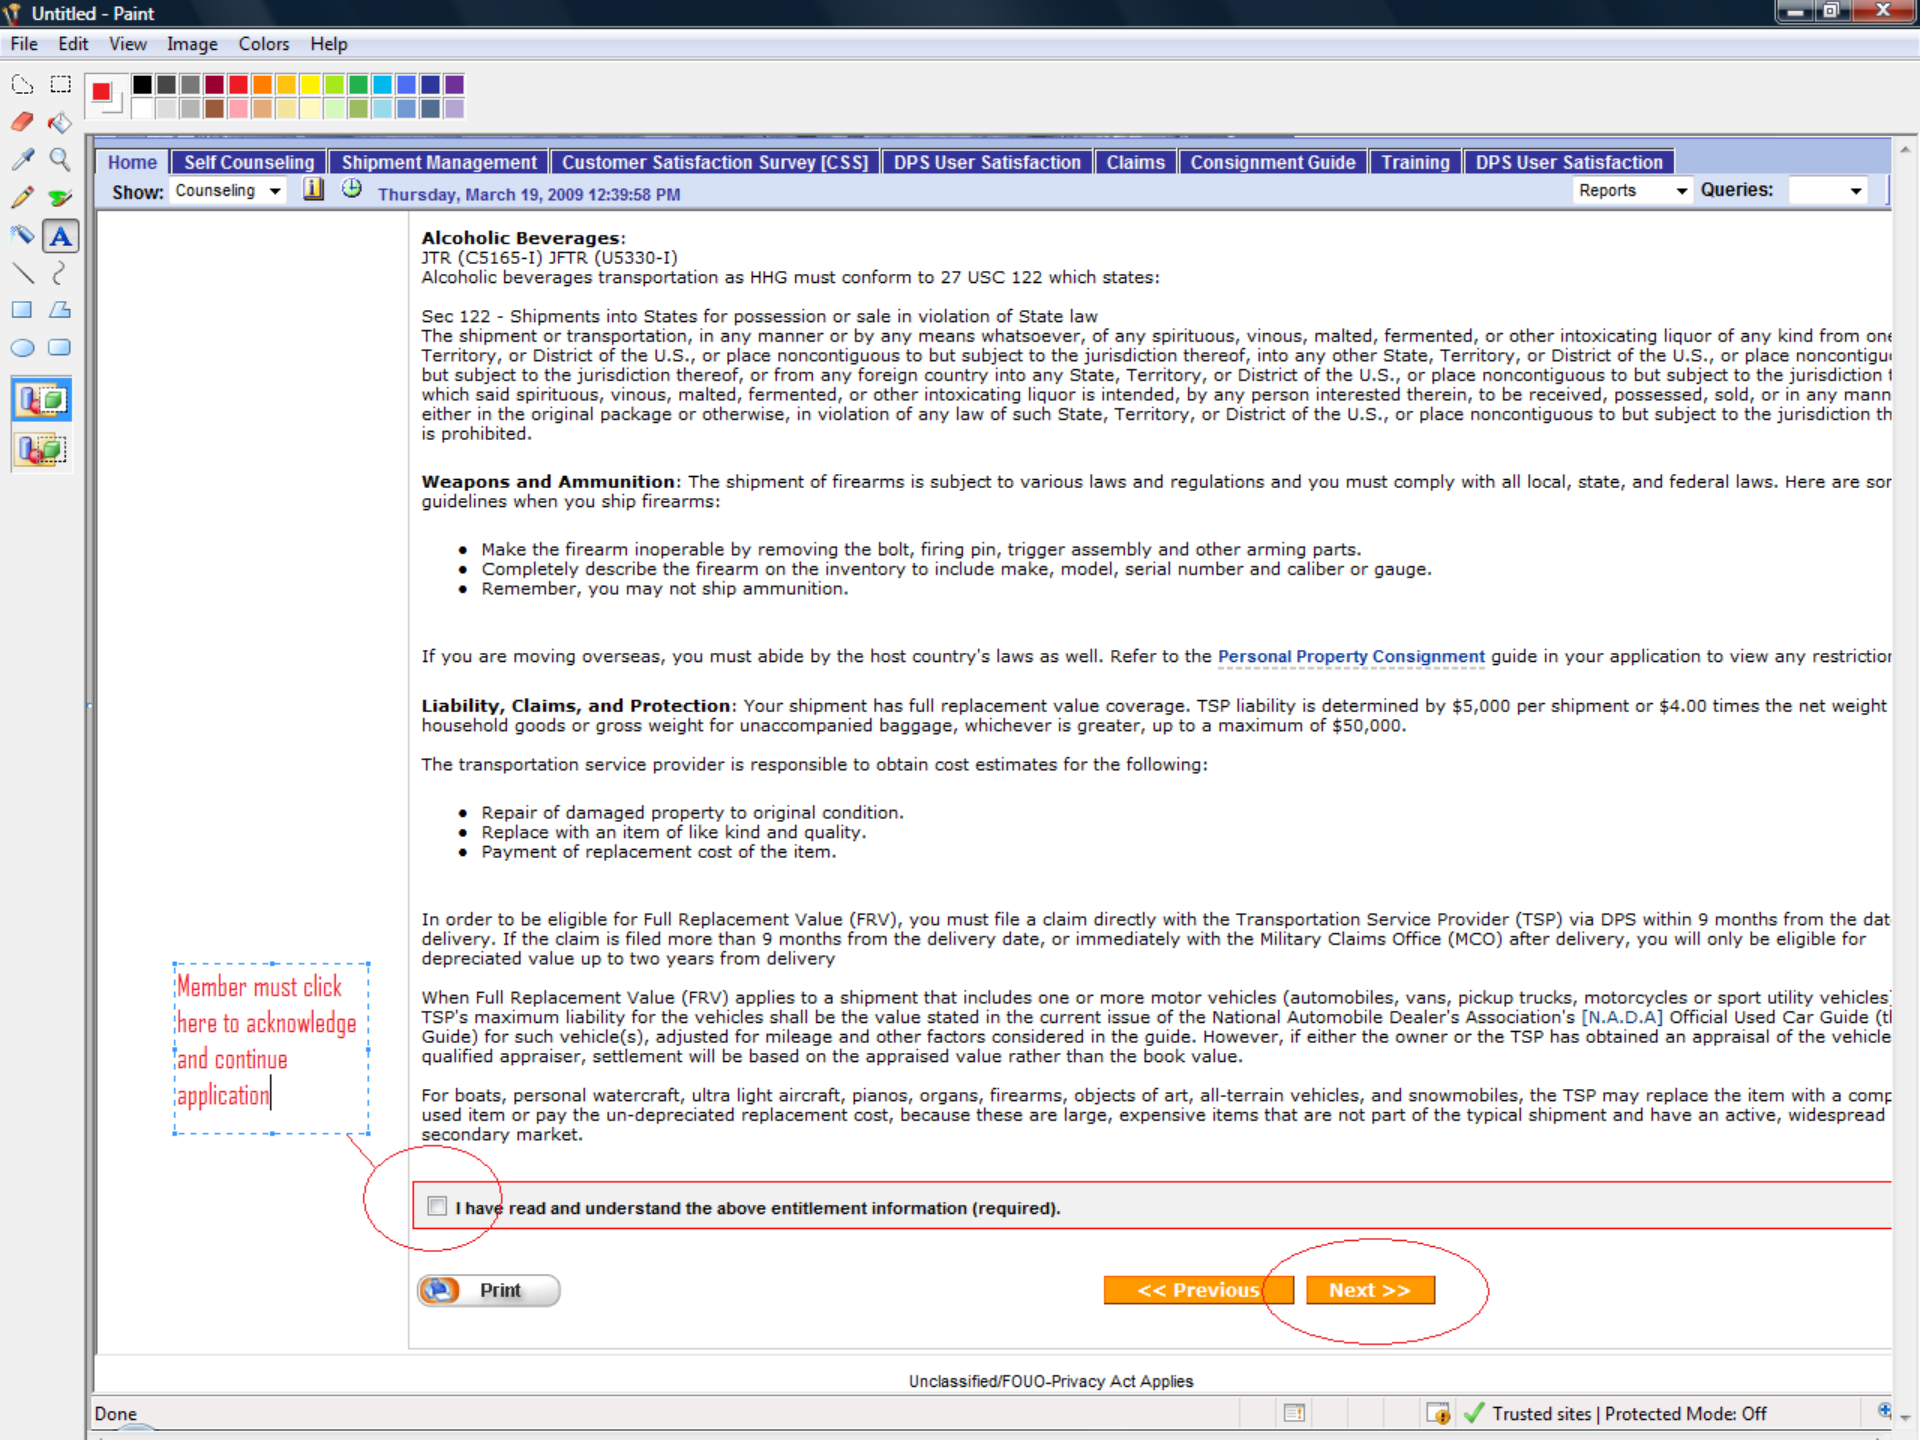 Untitled - Paint
File Edit View Image Colors Help
Home Self Counseling Shipment Management Customer Satisfaction Survey [CSS] DPS User Satisfaction Claims Consignment Guide Training DPS User Satisfaction
Show: Counseling Thursday, March 19, 2009 12:39:58 PM Reports Queries:
Alcoholic Beverages:
JTR (C5165-I) JFTR (U5330-I)
Alcoholic beverages transportation as HHG must conform to 27 USC 122 which states:
Sec 122 - Shipments into States for possession or sale in violation of State law
The shipment or transportation, in any manner or by any means whatsoever, of any spirituous, vinous, malted, fermented, or other intoxicating liquor of any kind from one
Territory, or District of the U.S., or place noncontiguous to but subject to the jurisdiction thereof, into any other State, Territory, or District of the U.S., or place
but subject to the jurisdiction thereof, or from any foreign country into any State, Territory, or District of the U.S., or place noncontiguous to but subject to the jurisdiction
which said spirituous, vinous, malted, fermented, or other intoxicating liquor is intended, by any person interested therein, to be received, possessed, sold, or in any
either in the original package or otherwise, in violation of any law of such State, Territory, or District of the U.S., or place noncontiguous to but subject to the jurisdiction
is prohibited.
Weapons and Ammunition: The shipment of firearms is subject to various laws and regulations and you must comply with all local, state, and federal laws. Here are
guidelines when you ship firearms:
• Make the firearm inoperable by removing the bolt, firing pin, trigger assembly and other arming parts.
• Completely describe the firearm on the inventory to include make, model, serial number and caliber or gauge.
• Remember, you may not ship ammunition.
If you are moving overseas, you must abide by the host country's laws as well. Refer to the Personal Property Consignment guide in your application to view any
Liability, Claims, and Protection: Your shipment has full replacement value coverage. TSP liability is determined by $5,000 per shipment or $4.00 times the net weight
household goods or gross weight for unaccompanied baggage, whichever is greater, up to a maximum of $50,000.
The transportation service provider is responsible to obtain cost estimates for the following:
• Repair of damaged property to original condition.
• Replace with an item of like kind and quality.
• Payment of replacement cost of the item.
In order to be eligible for Full Replacement Value (FRV), you must file a claim directly with the Transportation Service Provider (TSP) via DPS within 9 months from the
delivery. If the claim is filed more than 9 months from the delivery date, or immediately with the Military Claims Office (MCO) after delivery, you will only be eligible for
depreciated value up to two years from delivery
When Full Replacement Value (FRV) applies to a shipment that includes one or more motor vehicles (automobiles, vans, pickup trucks, motorcycles or sport utility vehicles)
TSP's maximum liability for the vehicles shall be the value stated in the current issue of the National Automobile Dealer's Association's [N.A.D.A] Official Used Car Guide
Guide) for such vehicle(s), adjusted for mileage and other factors considered in the guide. However, if either the owner or the TSP has obtained an appraisal of the vehicle
qualified appraiser, settlement will be based on the appraised value rather than the book value.
For boats, personal watercraft, ultra light aircraft, pianos, organs, firearms, objects of art, all-terrain vehicles, and snowmobiles, the TSP may replace the item with a
used item or pay the un-depreciated replacement cost, because these are large, expensive items that are not part of the typical shipment and have an active, widespread
secondary market.
Member must click
here to acknowledge
and continue
application
I have read and understand the above entitlement information (required).
Print << Previous Next >>
Unclassified/FOUO-Privacy Act Applies
Done Trusted sites | Protected Mode: Off